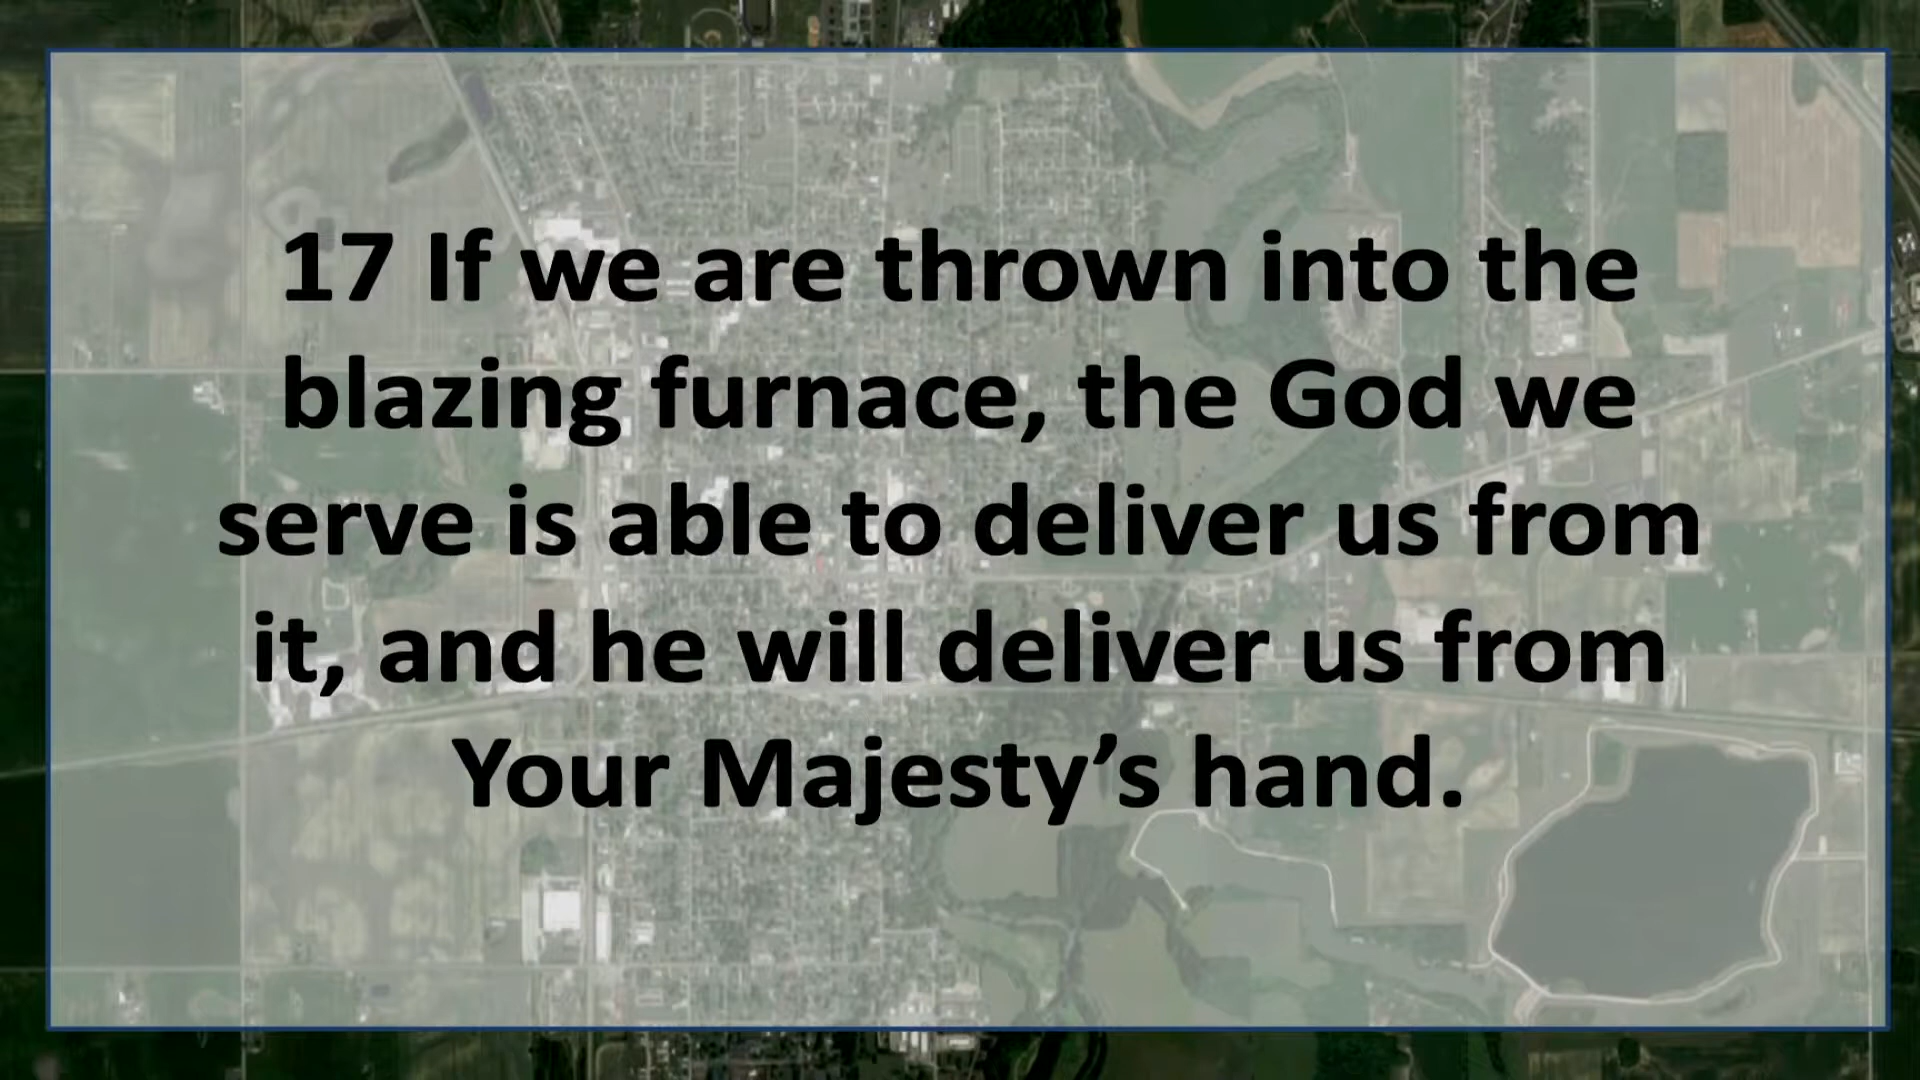 17 If we are thrown into the
blazing furnace, the God we
serve is able to deliver us from
it, and he will deliver us from
Your Majesty’s hand.